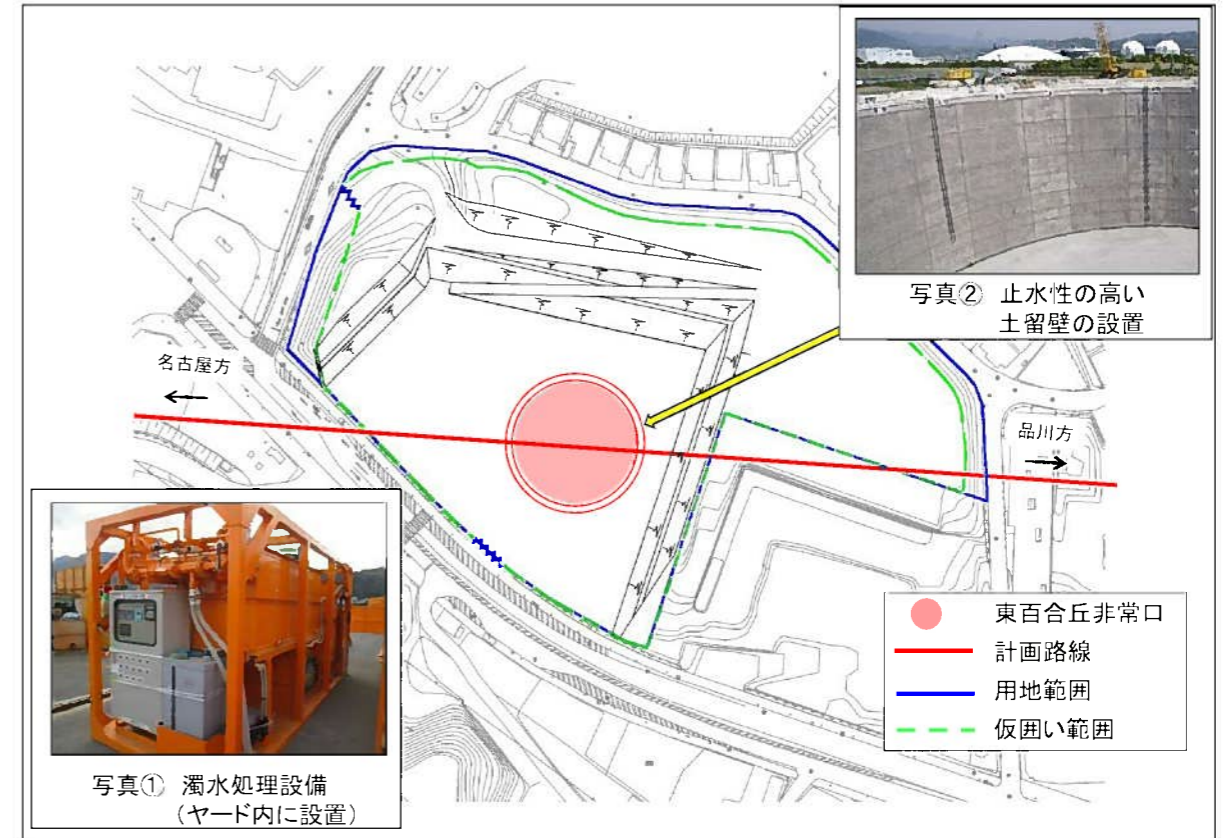 写真② 止水性の高い
土留壁の設置
名古屋方
←
品川方
→
写真① 濁水処理設備
(ヤード内に設置)
東百合丘非常口
計画路線
用地範囲
仮囲い範囲